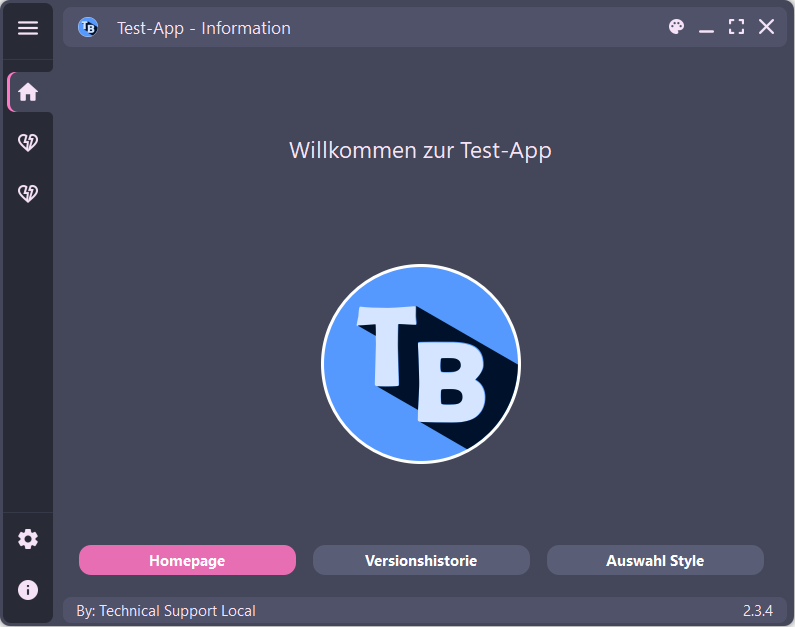 Test-App - Information
Willkommen zur Test-App
TB
Homepage
Versionshistorie
Auswahl Style
By: Technical Support Local
2.3.4